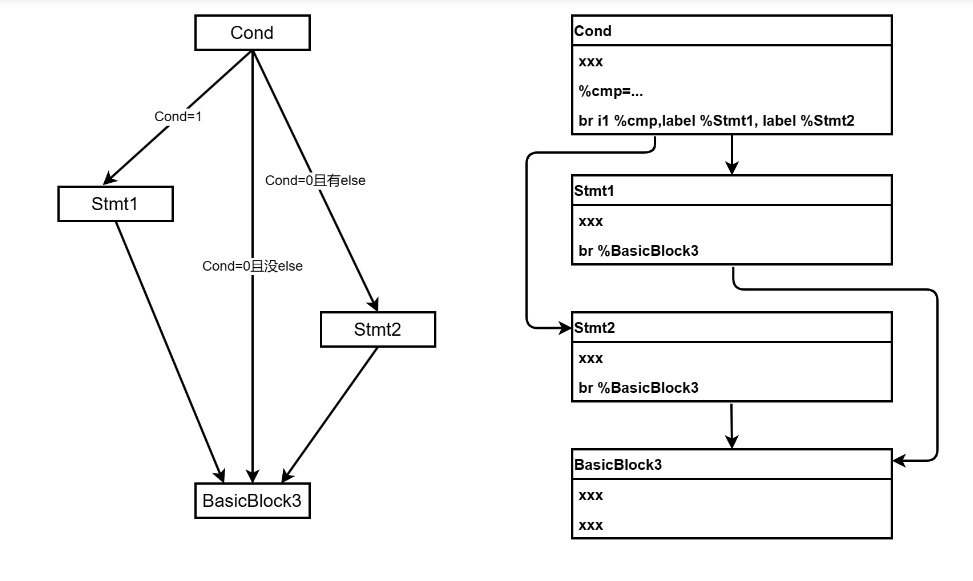 Cond
Cond=1
Cond=0且有else
Stmt1
Cond=0且没else
Stmt2
BasicBlock3
Cond
xxx
%cmp=...
br i1 %cmp,label %Stmt1, label %Stmt2
Stmt1
xxx
br %BasicBlock3
Stmt2
xxx
br %BasicBlock3
BasicBlock3
xxx
xxx